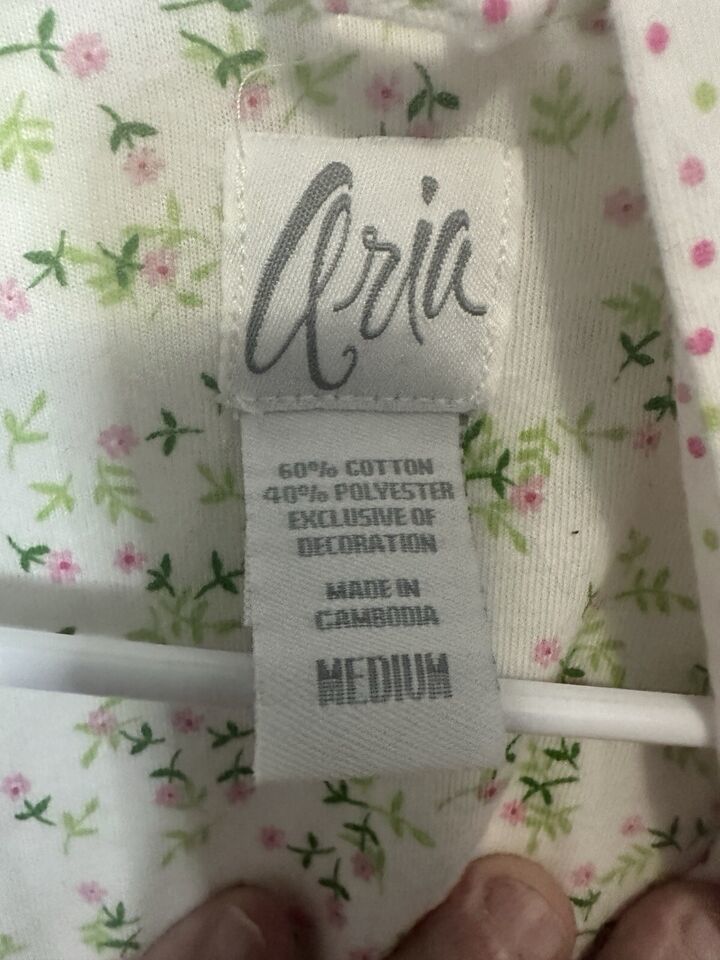 aria
60% COTTON
40% POLYESTER
EXCLUSIVE OF
DECORATION
MADE IN
CAMBODIA
MEDIUM